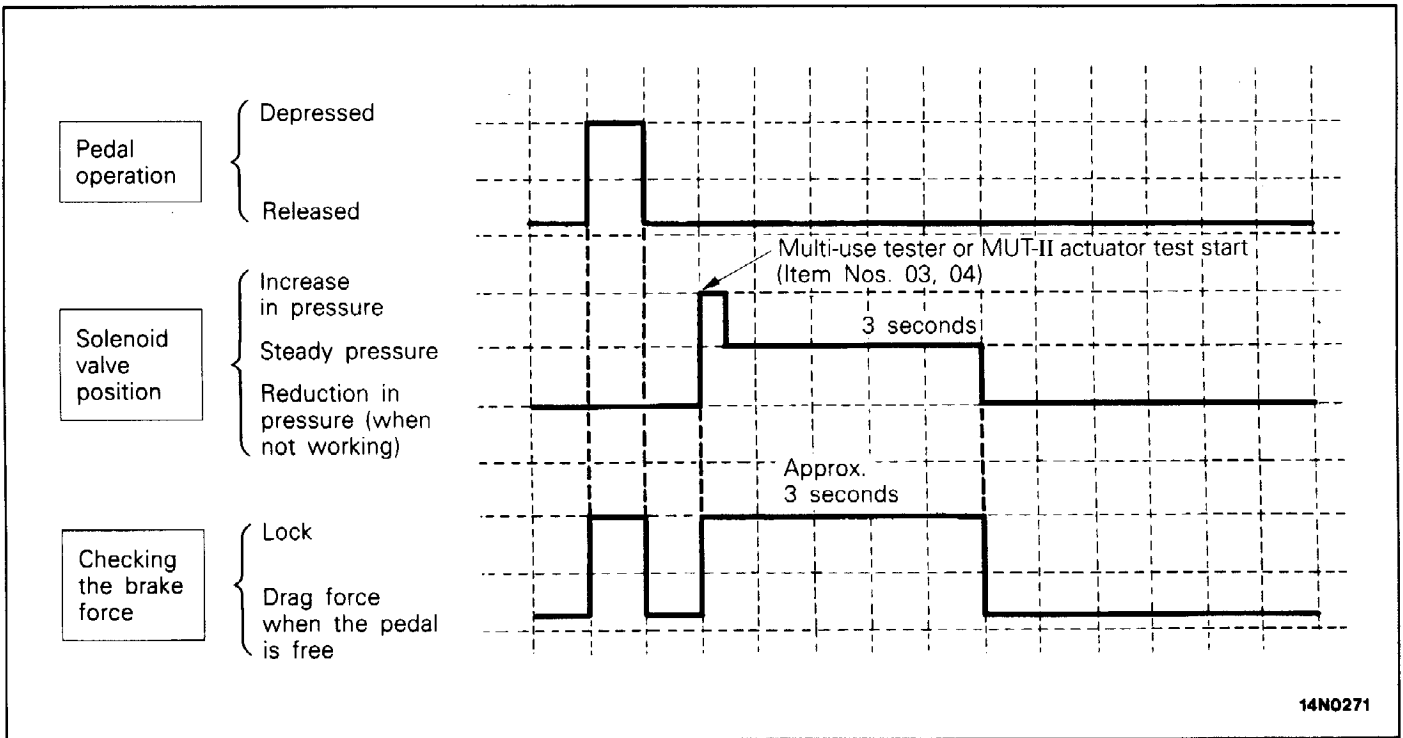 Pedal
operation
Depressed
Released
Multi-use tester or MUT-II actuator test start
(Item Nos. 03, 04)
Solenoid
valve
position
Increase
in pressure
Steady pressure
Reduction in
pressure (when
not working)
3 seconds
Approx.
3 seconds
Checking
the brake
force
Lock
Drag force
when the pedal
is free
14N0271